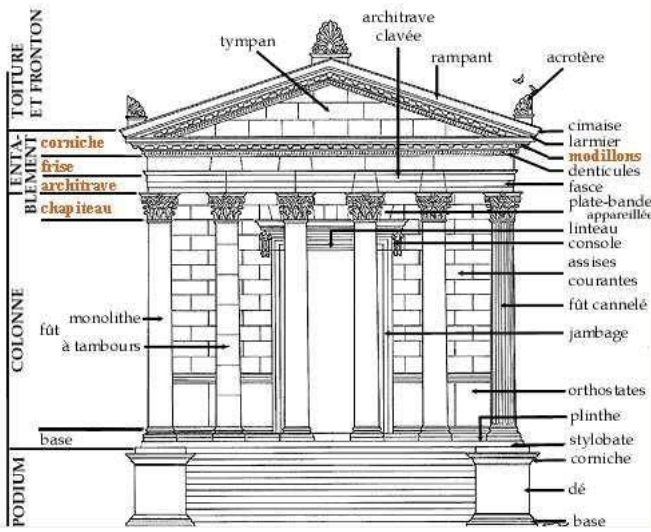 architrave
clavée
tympan
rampant
acrotère
TOITURE
ET FRONTON
cimaise
larmier
modillons
denticules
fasce
plate-bande
appareillée
linteau
console
assises
courantes
fût cannelé
jambage
orthostates
plinthe
stylobate
corniche
dé
base
ENTA-
BLEMENT
corniche
frise
architrave
chapiteau
COLONNE
monolithe
fût
à tambours
base
PODIUM